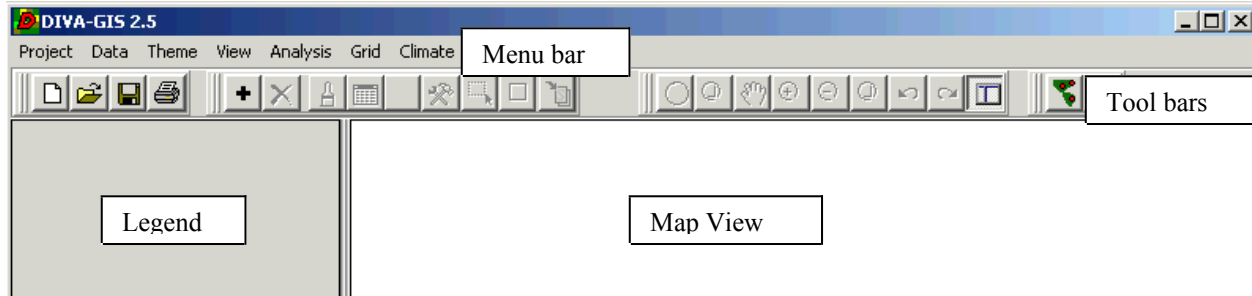 DIVA-GIS 2.5
Project Data Theme View Analysis Grid Climate
Menu bar
Tool bars
Legend
Map View